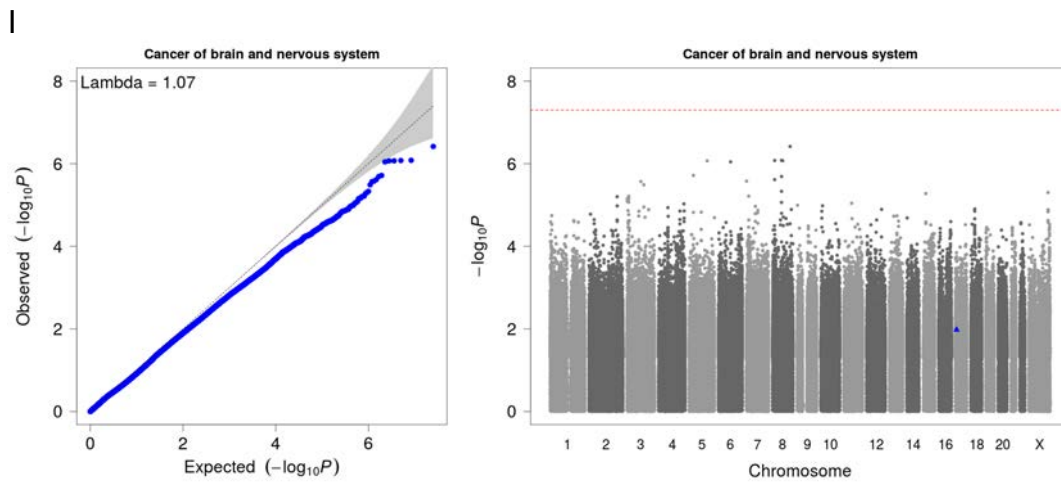 I
Cancer of brain and nervous system
Lambda = 1.07
8
6
4
2
0
Observed (−log10P)
0 2 4 6
Expected (−log10P)
Cancer of brain and nervous system
8
6
4
2
0
−log10P
1 2 3 4 5 6 7 8 9 10 12 14 16 18 20 X
Chromosome